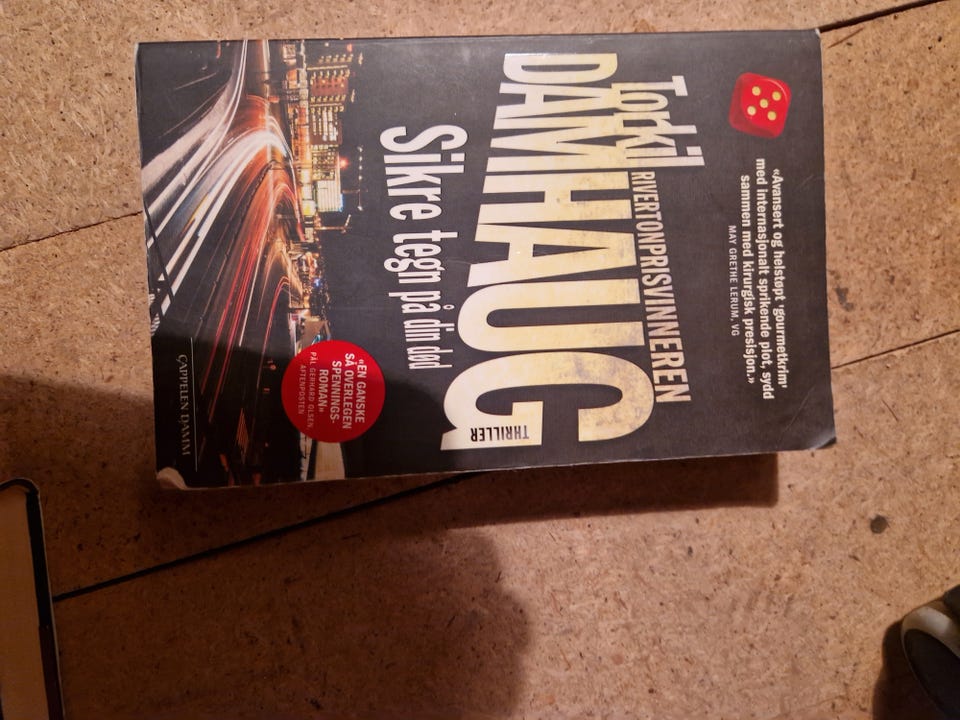 «Avansert og helstøpt 'gourmetkrim'
med internasjonalt sprikende plot, sydd
sammen med kirurgisk presisjon.»
MAY GRETHE LERUM, VG
RIVERTONPRISVINNEREN
Torkil
DAMHAUG
THRILLER
Sikre tegn på din død
«EN GANSKE
SÅ OVERLEGEN
SPENNINGS-
ROMAN»
PÅL GERHARD OLSEN,
AFTENPOSTEN
CAPPELEN DAMM